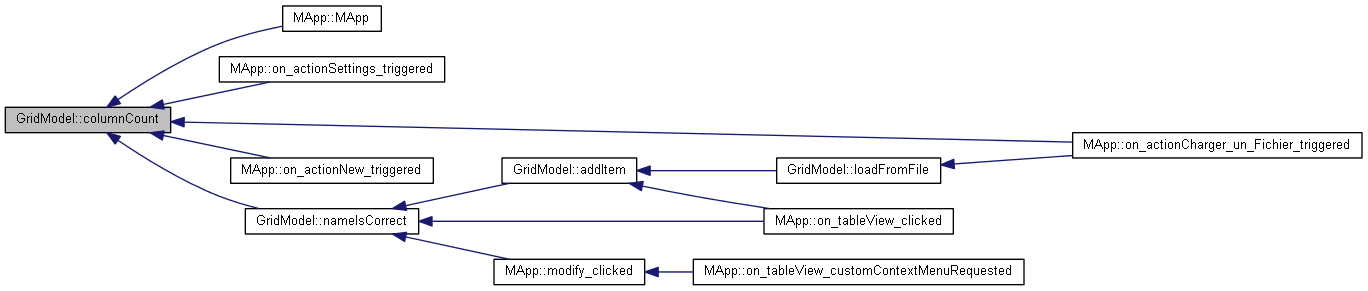 MApp::MApp
MApp::on_actionSettings_triggered
GridModel::columnCount
MApp::on_actionCharger_un_Fichier_triggered
MApp::on_actionNew_triggered
GridModel::addItem
GridModel::loadFromFile
GridModel::nameIsCorrect
MApp::on_tableView_clicked
MApp::modify_clicked
MApp::on_tableView_customContextMenuRequested